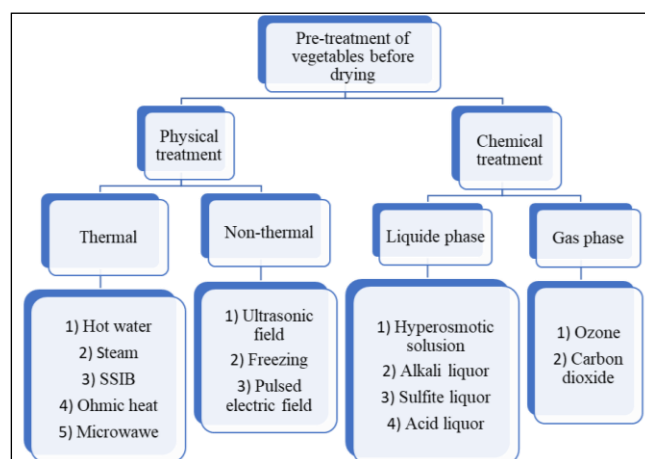 Pre-treatment of
vegetables before
drying
Physical
treatment
Chemical
treatment
Thermal
Non-thermal
Liquide phase
Gas phase
1) Hot water
2) Steam
3) SSIB
4) Ohmic heat
5) Microwawe
1) Ultrasonic
field
2) Freezing
3) Pulsed
electric field
1) Hyperosmotic
solusion
2) Alkali liquor
3) Sulfite liquor
4) Acid liquor
1) Ozone
2) Carbon
dioxide